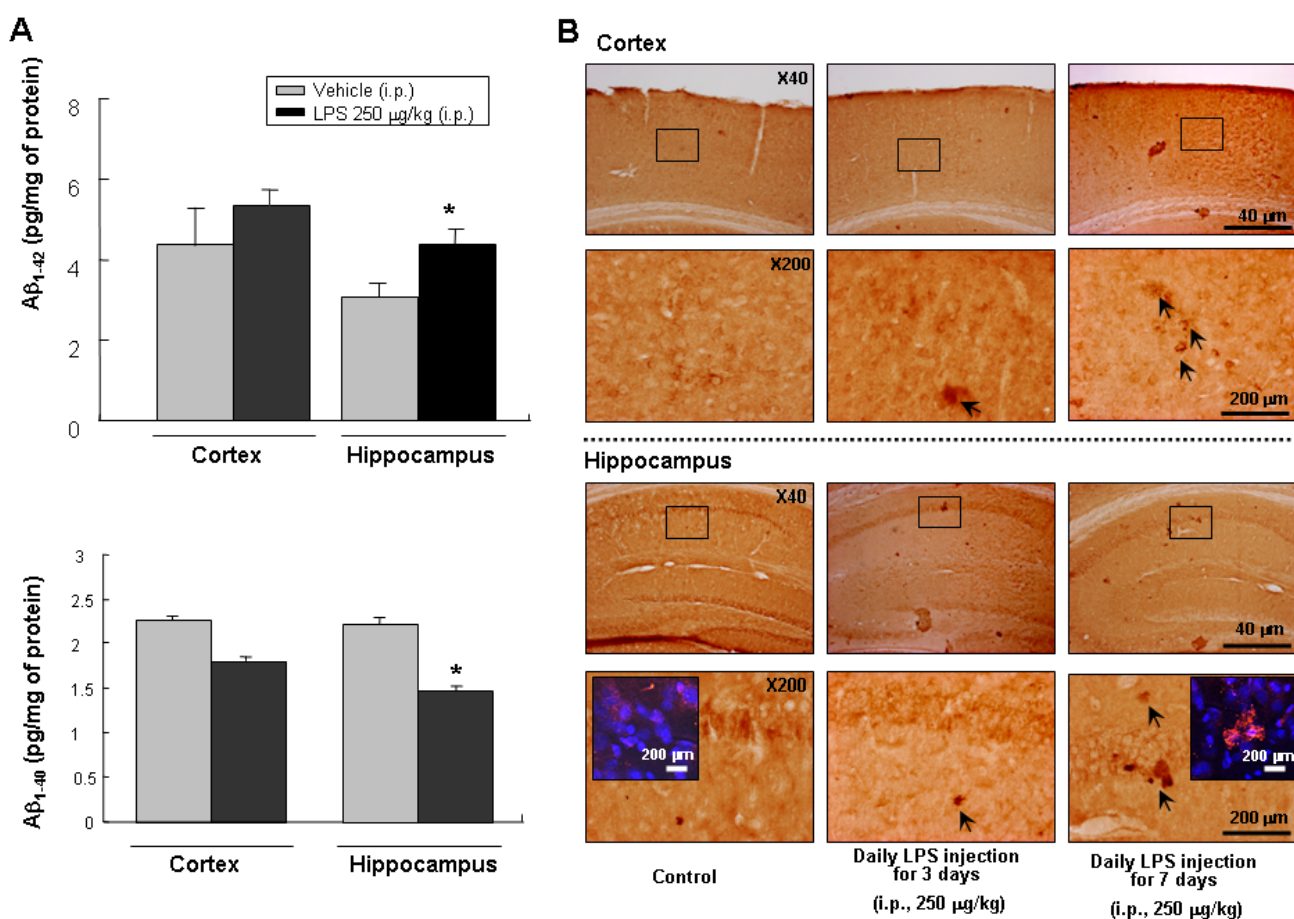 A
Vehicle (i.p.)
LPS 250 µg/kg (i.p.)
Aβ1-42 (pg/mg of protein)
8
6
4
2
0
*
Cortex
Hippocampus
Aβ1-40 (pg/mg of protein)
3
2.5
2
1.5
1
0.5
0
*
Cortex
Hippocampus
B
Cortex
X40
40 µm
X200
200 µm
Hippocampus
X40
40 µm
X200
200 µm
200 µm
200 µm
Control
Daily LPS injection
for 3 days
(i.p., 250 µg/kg)
Daily LPS injection
for 7 days
(i.p., 250 µg/kg)